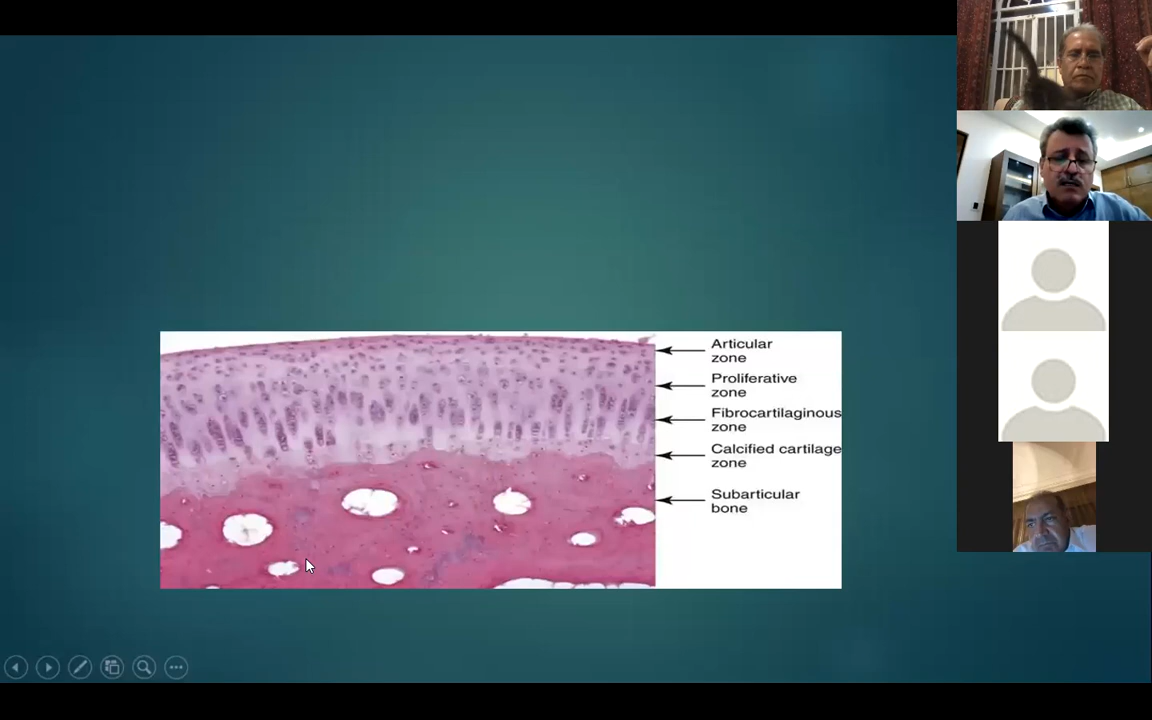 Articular
zone
Proliferative
zone
Fibrocartilaginous
zone
Calcified cartilage
zone
Subarticular
bone